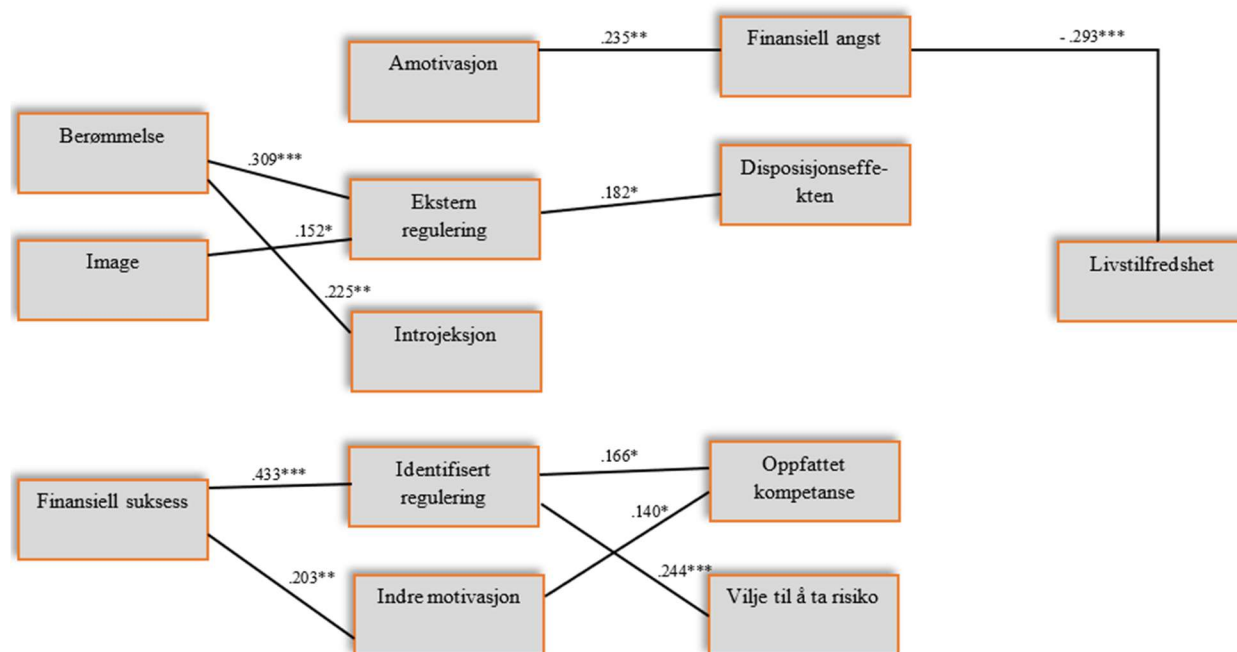 .235**
Finansiell angst
- .293***
Amotivasjon
Berømmelse
.309***
Disposisjonseffe-
kten
.182*
Ekstern
regulering
.152*
Image
Livstilfredshet
.225**
Introjeksjon
.433***
Identifisert
regulering
.166*
Oppfattet
kompetanse
Finansiell suksess
.140*
.203**
.244***
Indre motivasjon
Vilje til å ta risiko